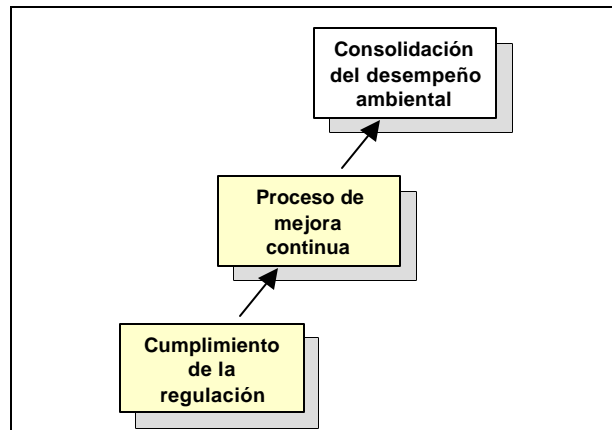 Consolidación
del desempeño
ambiental
Proceso de
mejora
continua
Cumplimiento
de la
regulación